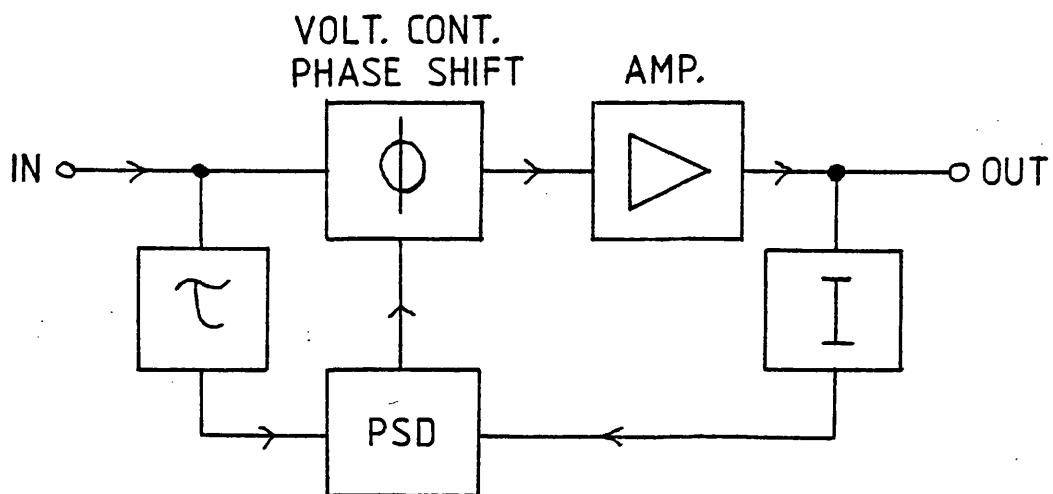 VOLT. CONT.
PHASE SHIFT
AMP.
IN
ϕ
OUT
τ
I
PSD